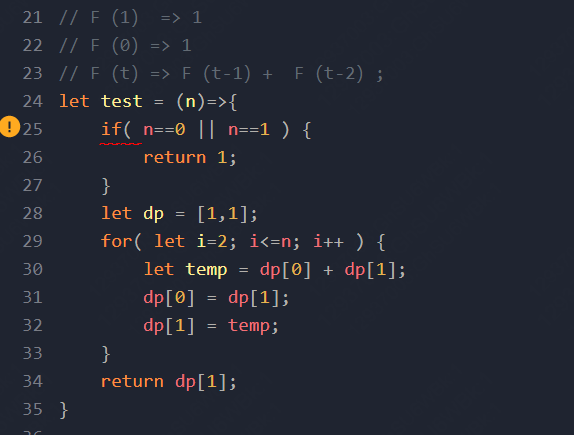 21 // F (1)  => 1
22 // F (0) => 1
23 // F (t) => F (t-1) +  F (t-2) ;
24 let test = (n)=>{
25     if( n==0 || n==1 ) {
26         return 1;
27     }
28     let dp = [1,1];
29     for( let i=2; i<=n; i++ ) {
30         let temp = dp[0] + dp[1];
31         dp[0] = dp[1];
32         dp[1] = temp;
33     }
34     return dp[1];
35 }